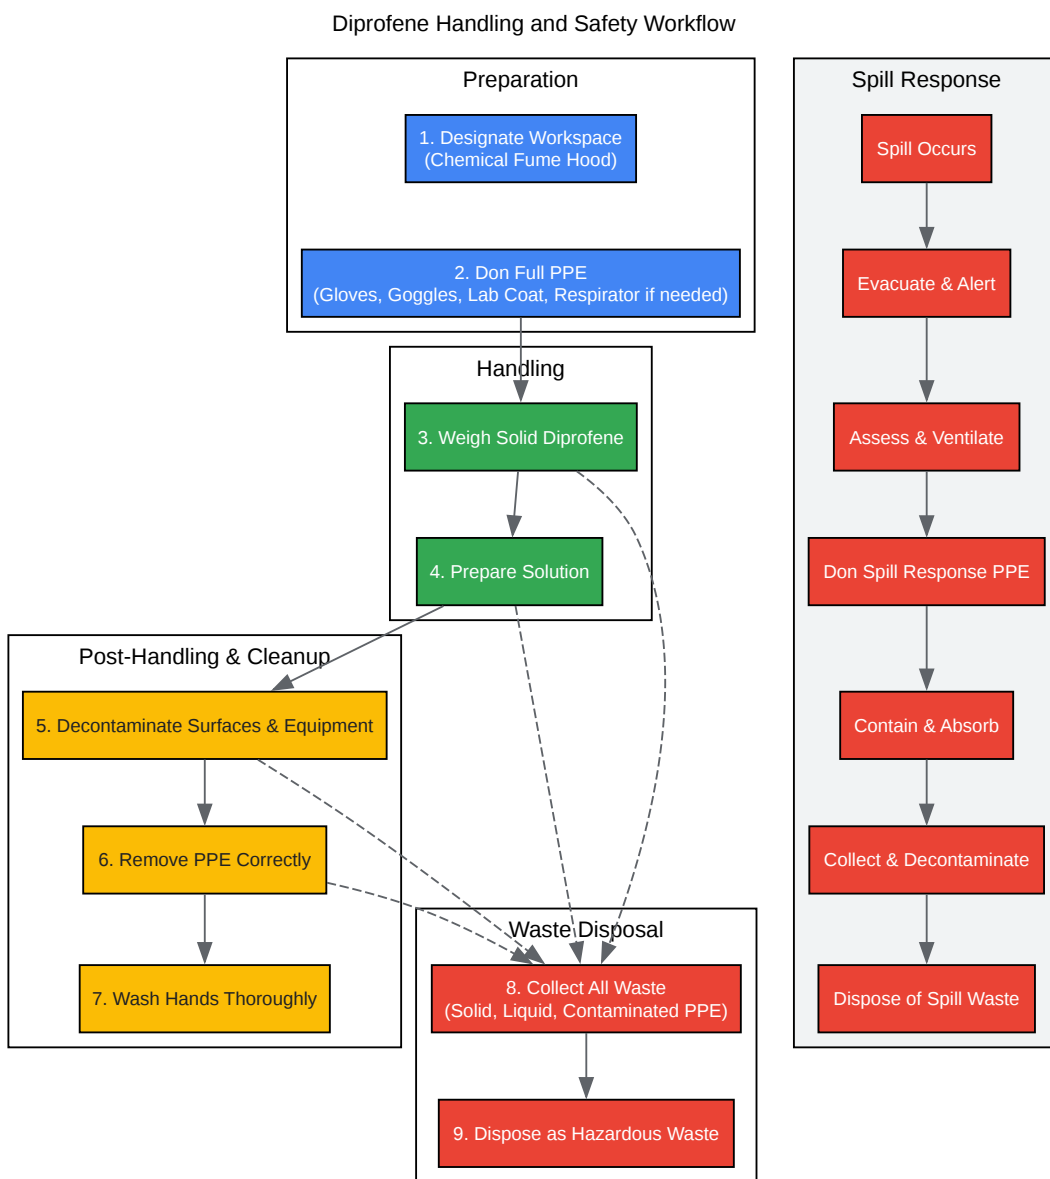 Diprofene Handling and Safety Workflow
Preparation
1. Designate Workspace
(Chemical Fume Hood)
2. Don Full PPE
(Gloves, Goggles, Lab Coat, Respirator if needed)
Handling
3. Weigh Solid Diprofene
4. Prepare Solution
Post-Handling & Cleanup
5. Decontaminate Surfaces & Equipment
6. Remove PPE Correctly
7. Wash Hands Thoroughly
Waste Disposal
8. Collect All Waste
(Solid, Liquid, Contaminated PPE)
9. Dispose as Hazardous Waste
Spill Response
Spill Occurs
Evacuate & Alert
Assess & Ventilate
Don Spill Response PPE
Contain & Absorb
Collect & Decontaminate
Dispose of Spill Waste